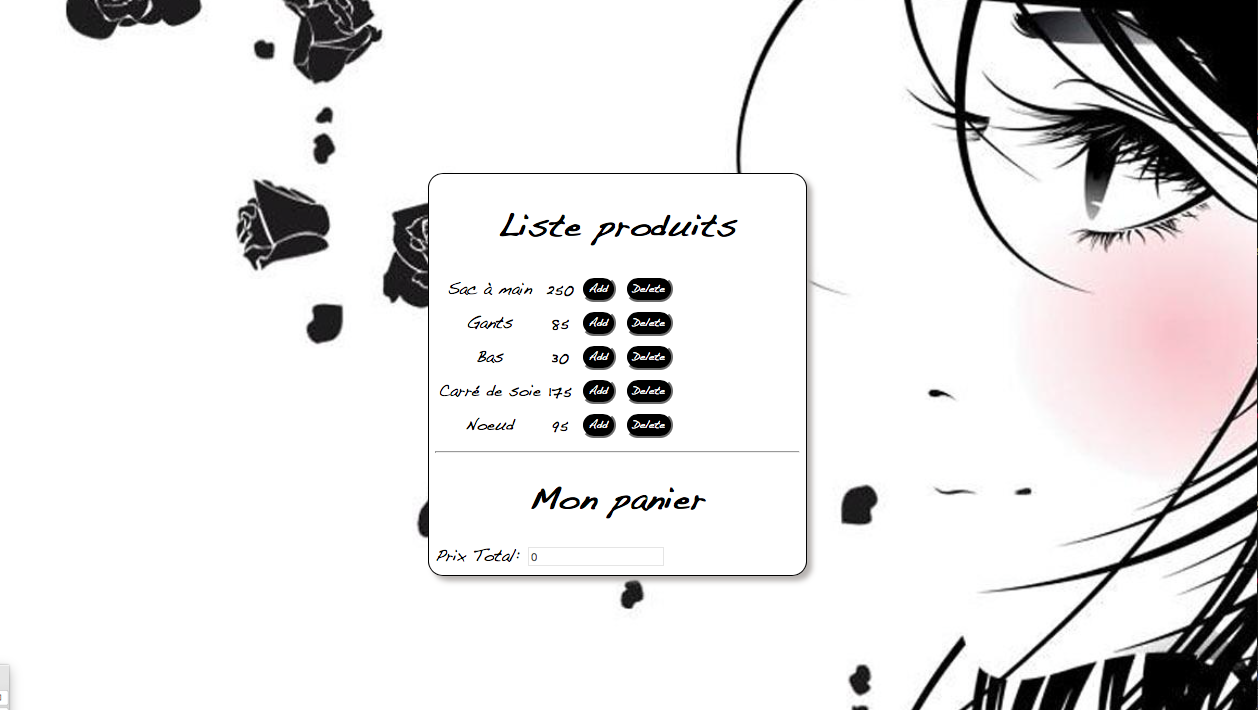 Liste produits
Sac à main 250 Add Delete
Gants 85 Add Delete
Bas 30 Add Delete
Carré de soie 175 Add Delete
Noeud 95 Add Delete
Mon panier
Prix Total: 0